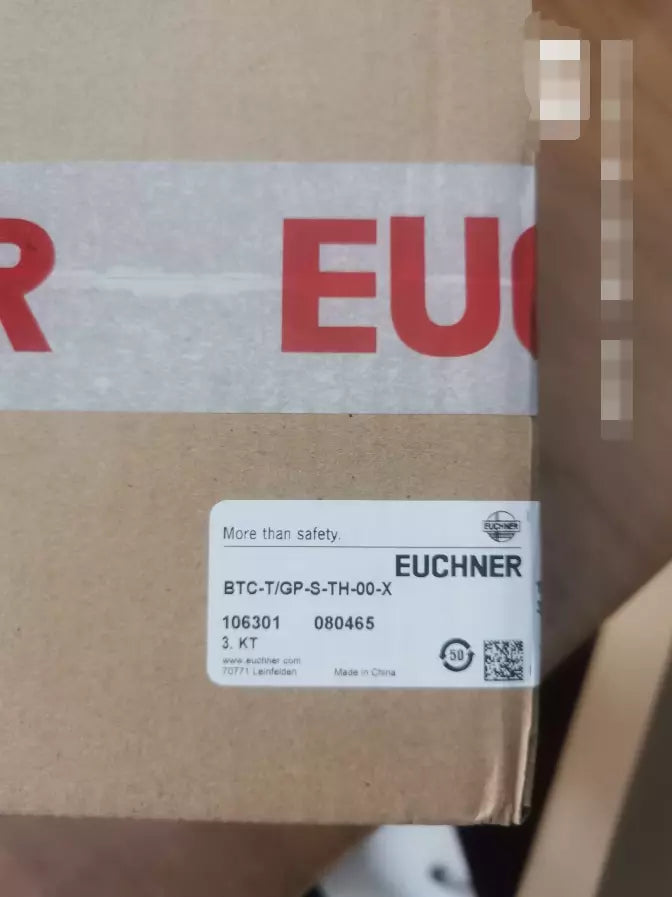 R EUC
More than safety.
EUCHNER
EUCHNER
BTC-T/GP-S-TH-00-X
106301 080465
3. KT
50
www.euchner.com
70771 Leinfelden Made in China